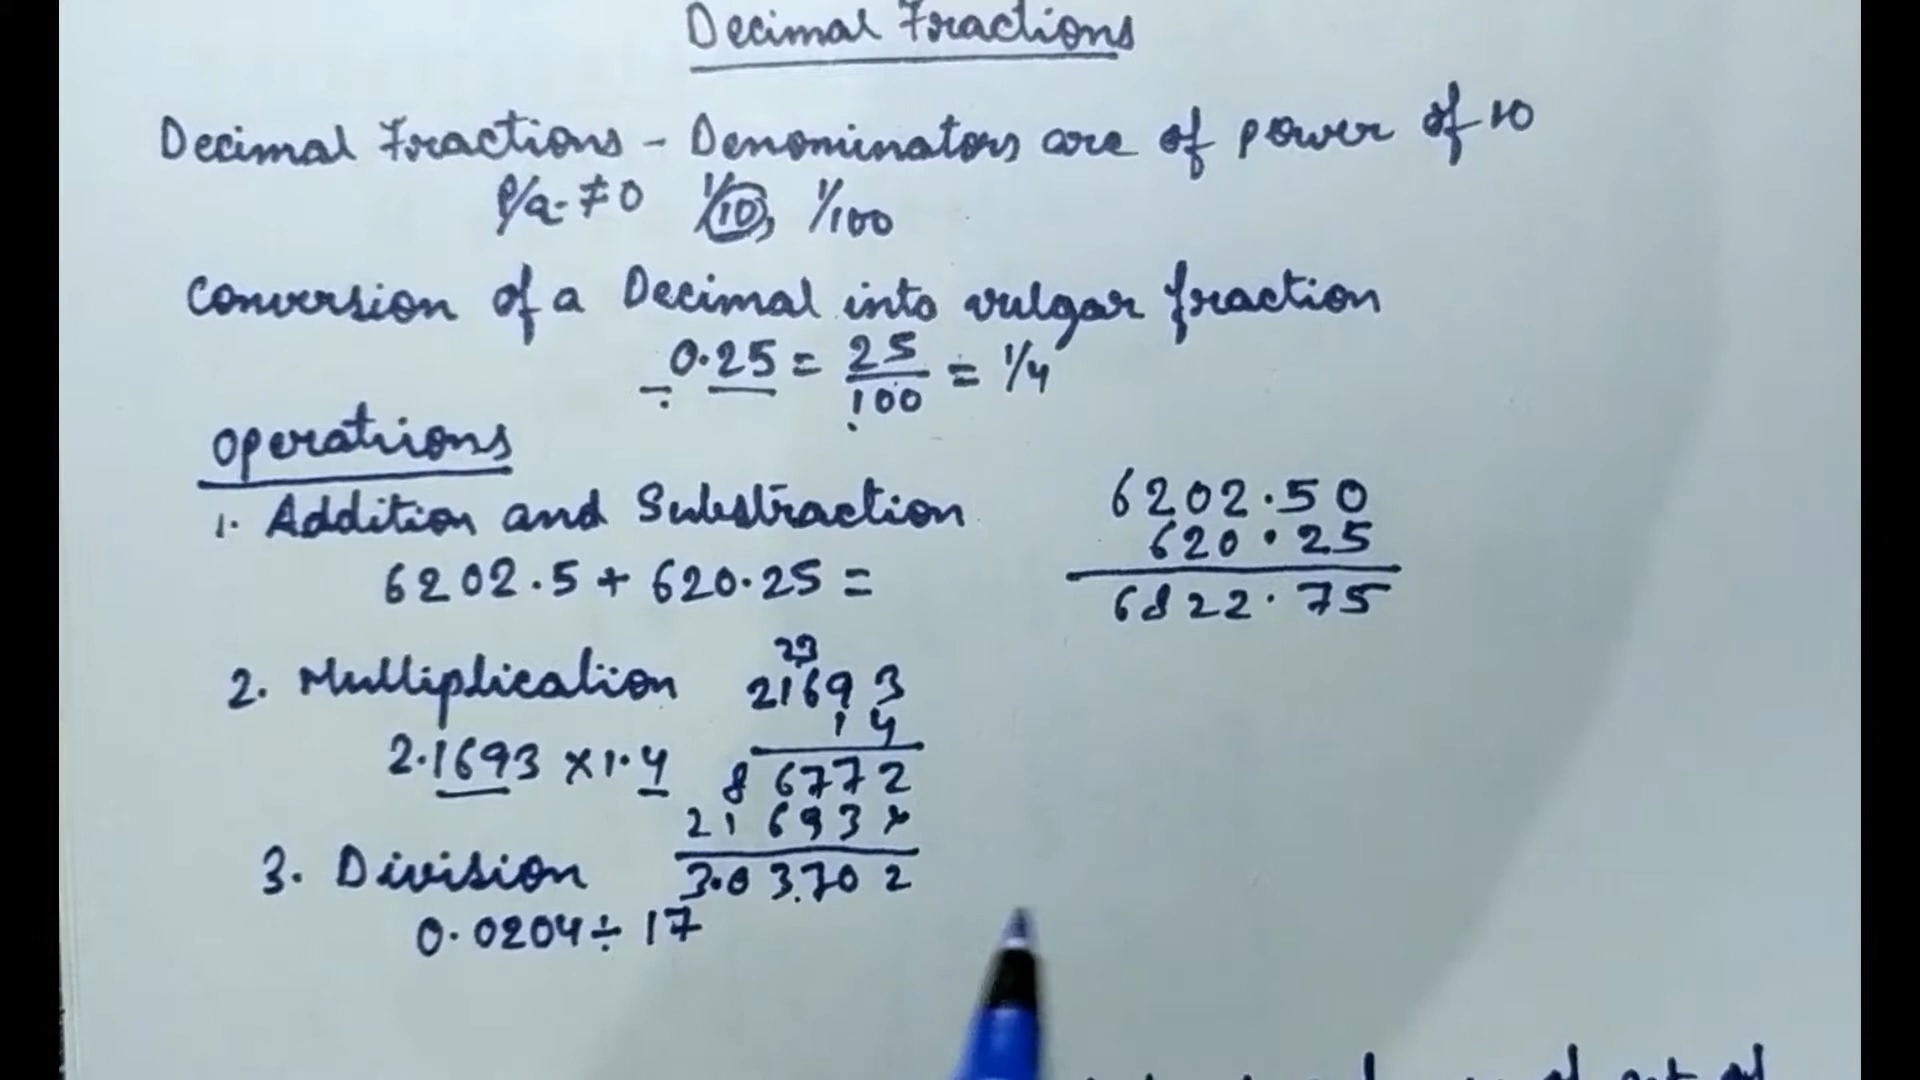 Decimal Fractions
Decimal Fractions - Denominators are of power of 10
P/q ≠ 0 1/10, 1/100
Conversion of a Decimal into vulgar fraction
0.25 = 25/100 = 1/4
Operations
1. Addition and Substraction
6202.5 + 620.25 =
6202.50
620.25
6822.75
2. Multiplication
2.1693 × 1.4
23
21693
14
86772
21693×
3.03702
3. Division
0.0204 ÷ 17